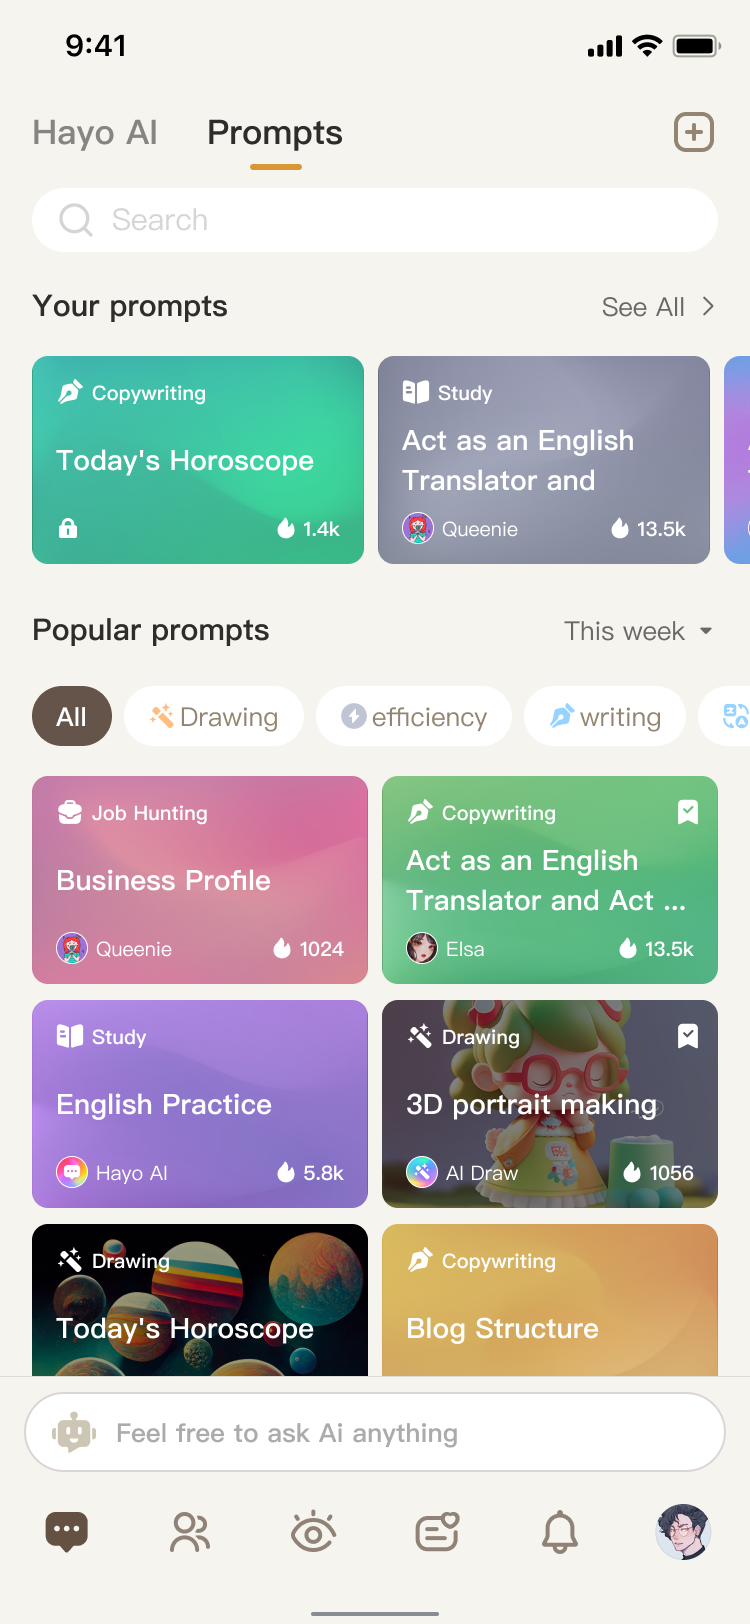 9:41
Hayo AI Prompts
Search
Your prompts See All
Copywriting
Today's Horoscope
1.4k
Study
Act as an English
Translator and
Queenie 13.5k
Popular prompts This week
All Drawing efficiency writing
Job Hunting
Business Profile
Queenie 1024
Copywriting
Act as an English
Translator and Act ...
Elsa 13.5k
Study
English Practice
Hayo AI 5.8k
Drawing
3D portrait making
AI Draw 1056
Drawing
Today's Horoscope
Copywriting
Blog Structure
Feel free to ask Ai anything